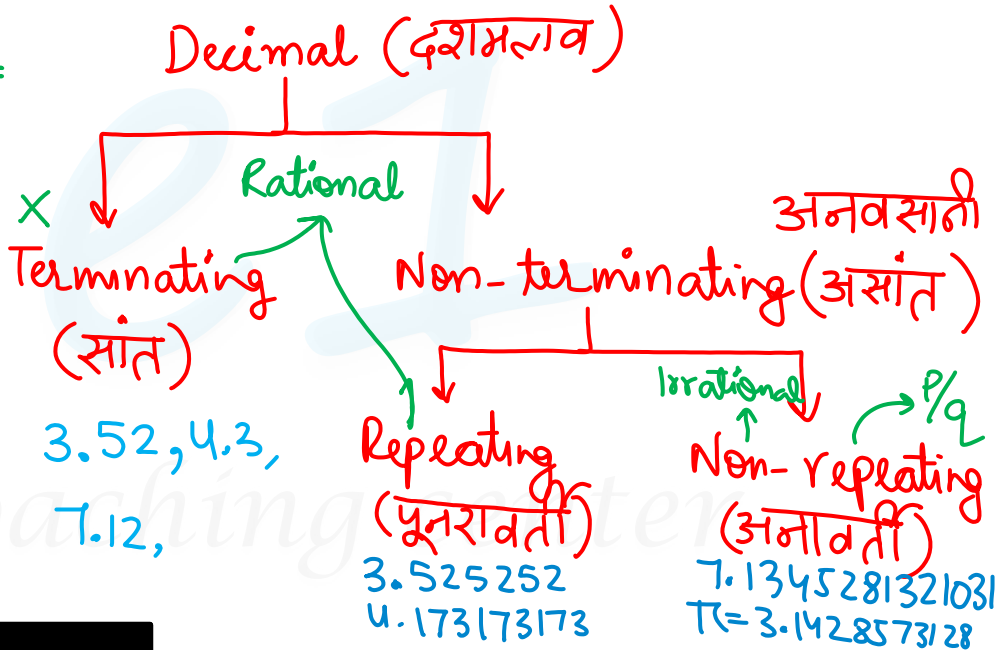 =
Decimal (दशमलव)
Rational
X
अनवसानी
Terminating
Non-terminating (असांत)
(सांत)
Irrational
P/q
3.52, 4.3,
Repeating
Non-repeating
7.12,
(पूनरावर्ती)
(अनावर्ती)
3.525252
7.1345281321031
4.173173173
π=3.1428573128